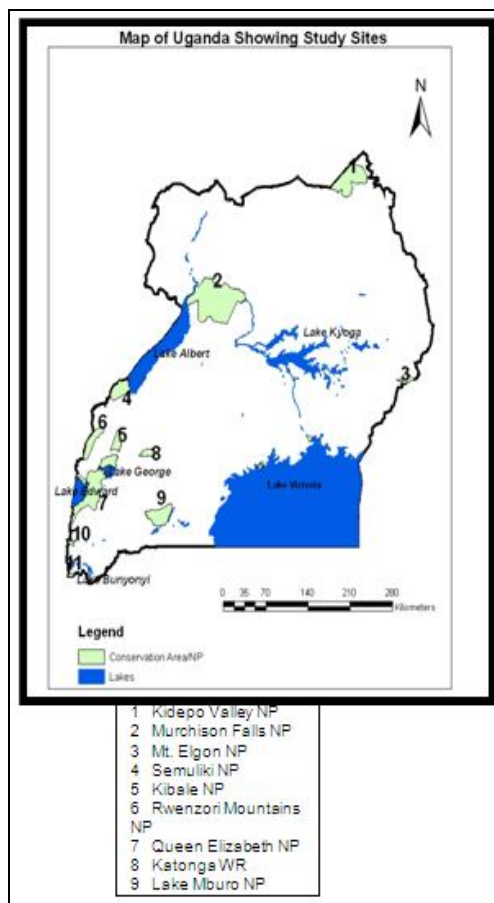 Map of Uganda Showing Study Sites
N
1
2
Lake Kyoga
Lake Albert
3
4
6
5
8
Lake George
Lake Edward
7
9
Lake Victoria
10
11
Lake Bunyonyi
0 35 70 140 210 280
Kilometers
Legend
Conservation Area/NP
Lakes
1 Kidepo Valley NP
2 Murchison Falls NP
3 Mt. Elgon NP
4 Semuliki NP
5 Kibale NP
6 Rwenzori Mountains
NP
7 Queen Elizabeth NP
8 Katonga WR
9 Lake Mburo NP